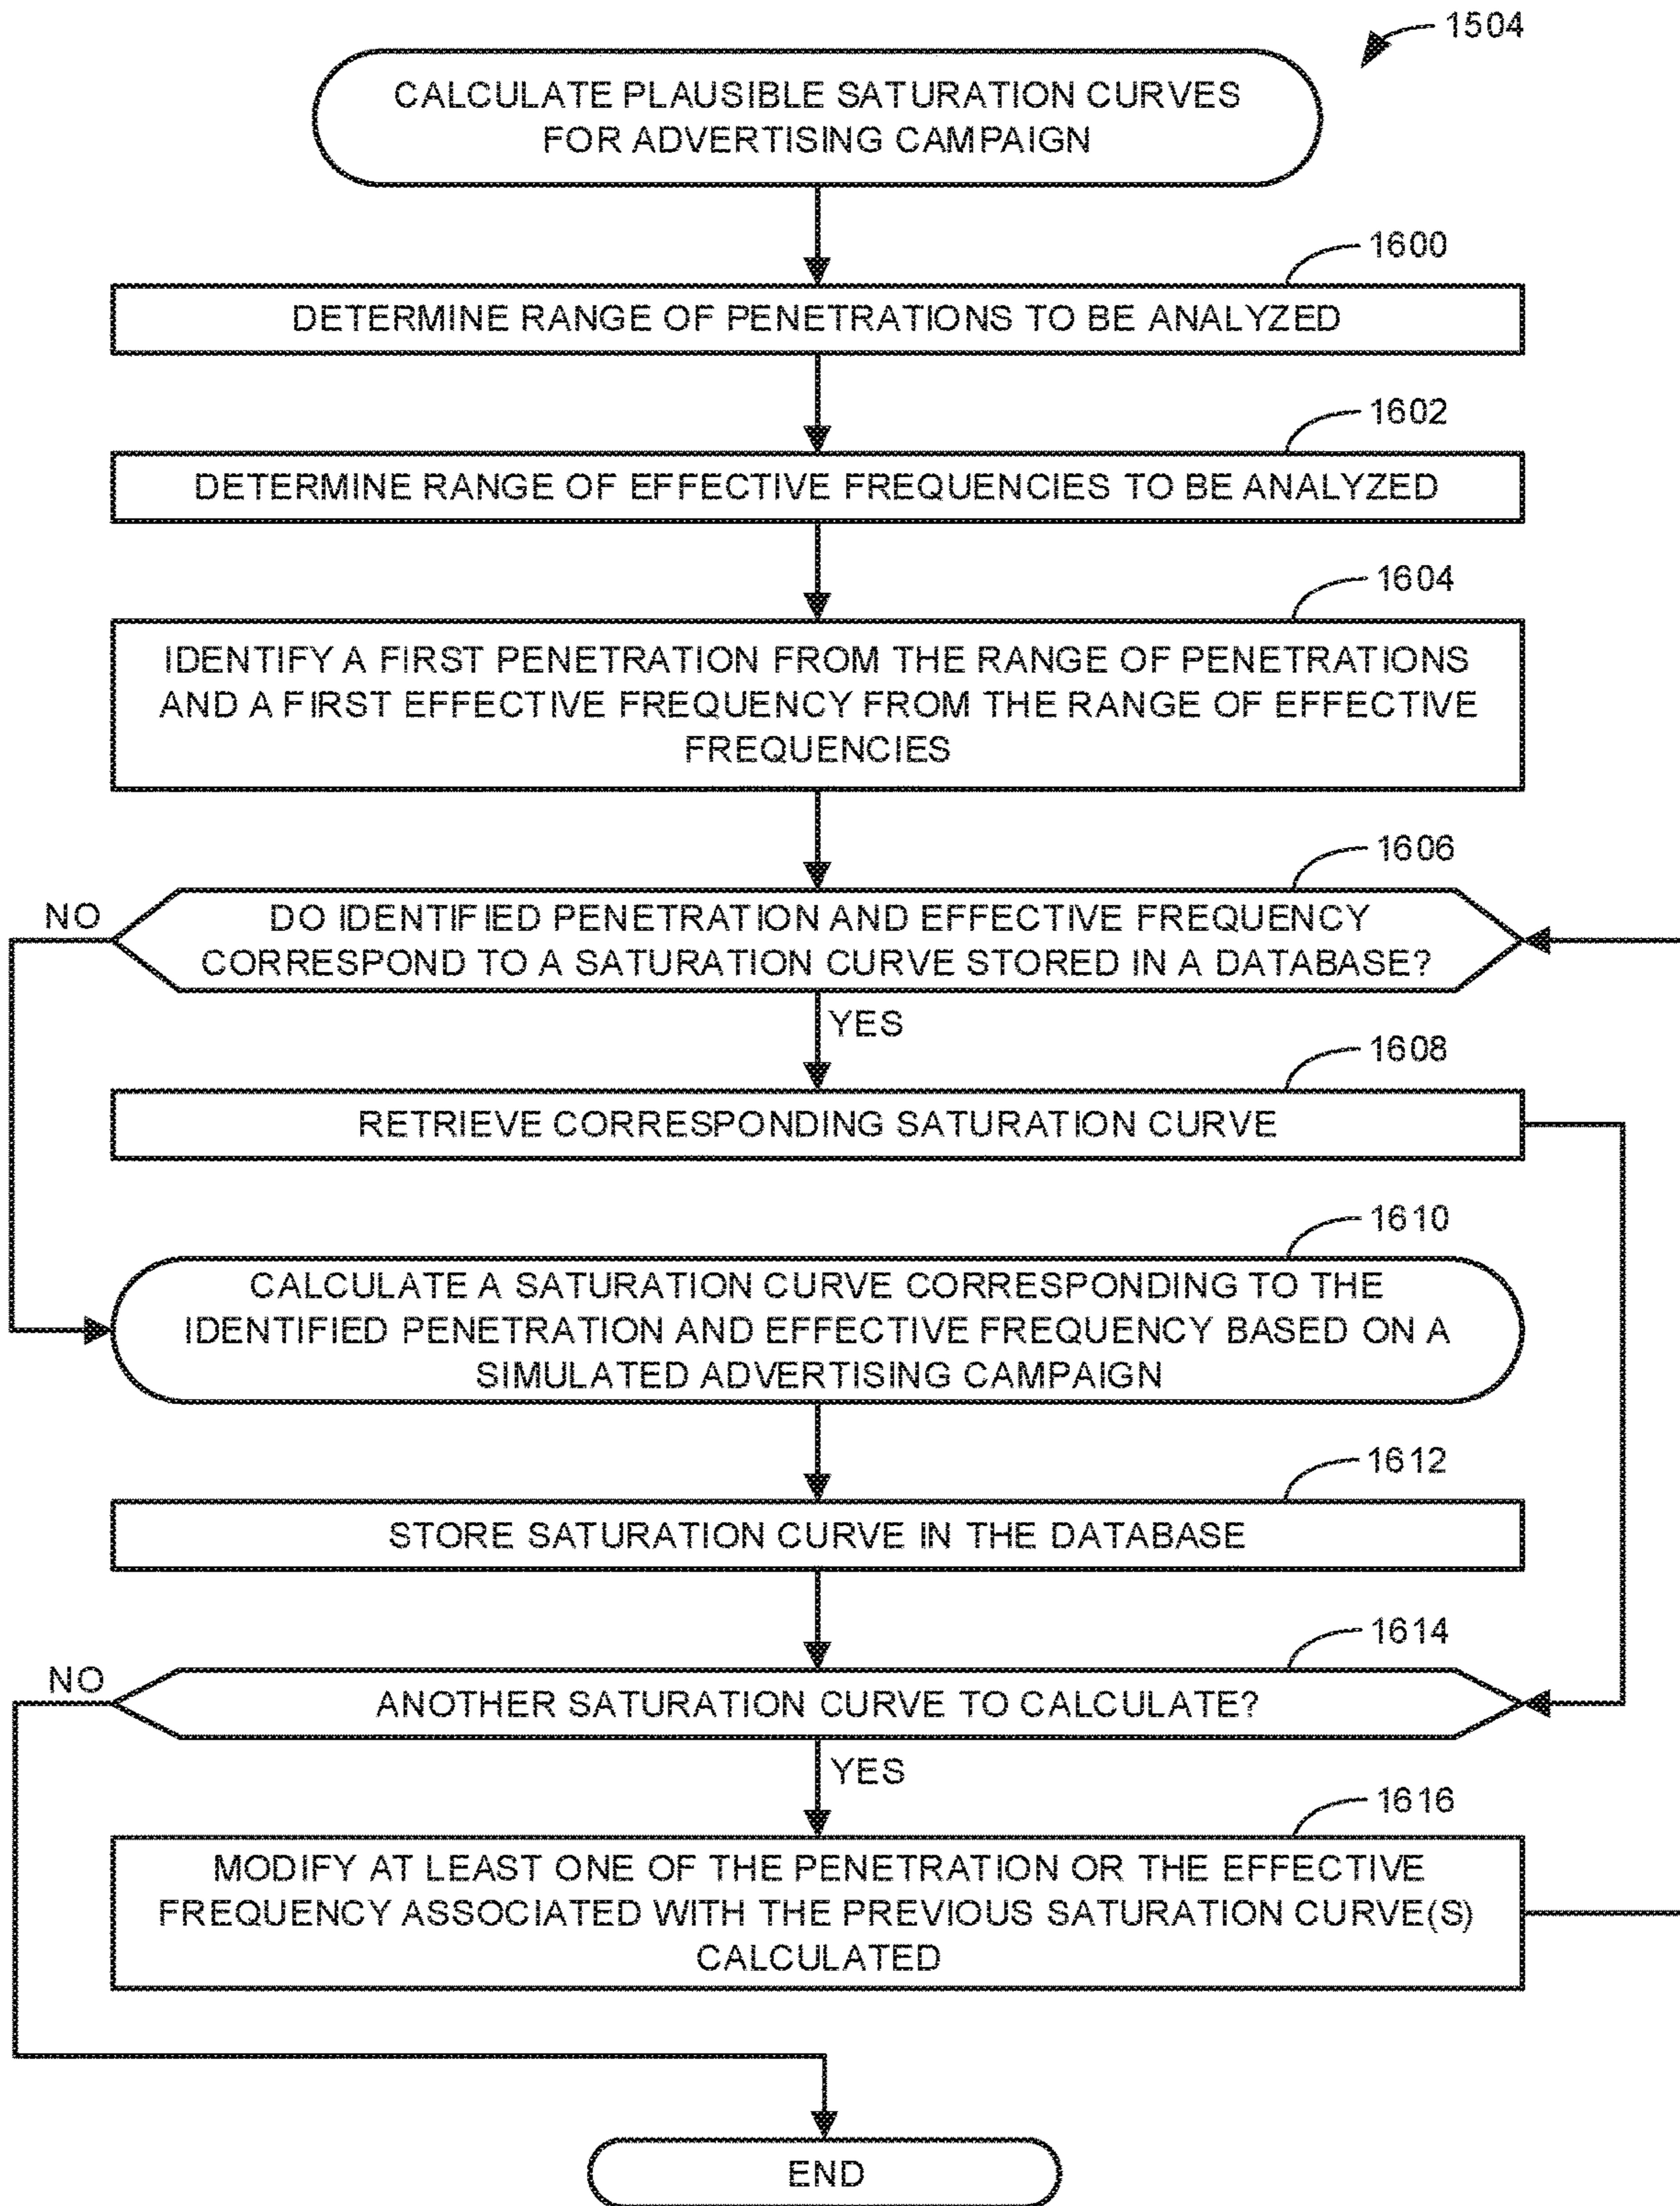 1504
CALCULATE PLAUSIBLE SATURATION CURVES
FOR ADVERTISING CAMPAIGN
1600
DETERMINE RANGE OF PENETRATIONS TO BE ANALYZED
1602
DETERMINE RANGE OF EFFECTIVE FREQUENCIES TO BE ANALYZED
1604
IDENTIFY A FIRST PENETRATION FROM THE RANGE OF PENETRATIONS
AND A FIRST EFFECTIVE FREQUENCY FROM THE RANGE OF EFFECTIVE
FREQUENCIES
1606
NO
DO IDENTIFIED PENETRATION AND EFFECTIVE FREQUENCY
CORRESPOND TO A SATURATION CURVE STORED IN A DATABASE?
YES
1608
RETRIEVE CORRESPONDING SATURATION CURVE
1610
CALCULATE A SATURATION CURVE CORRESPONDING TO THE
IDENTIFIED PENETRATION AND EFFECTIVE FREQUENCY BASED ON A
SIMULATED ADVERTISING CAMPAIGN
1612
STORE SATURATION CURVE IN THE DATABASE
1614
NO
ANOTHER SATURATION CURVE TO CALCULATE?
YES
1616
MODIFY AT LEAST ONE OF THE PENETRATION OR THE EFFECTIVE
FREQUENCY ASSOCIATED WITH THE PREVIOUS SATURATION CURVE(S)
CALCULATED
END